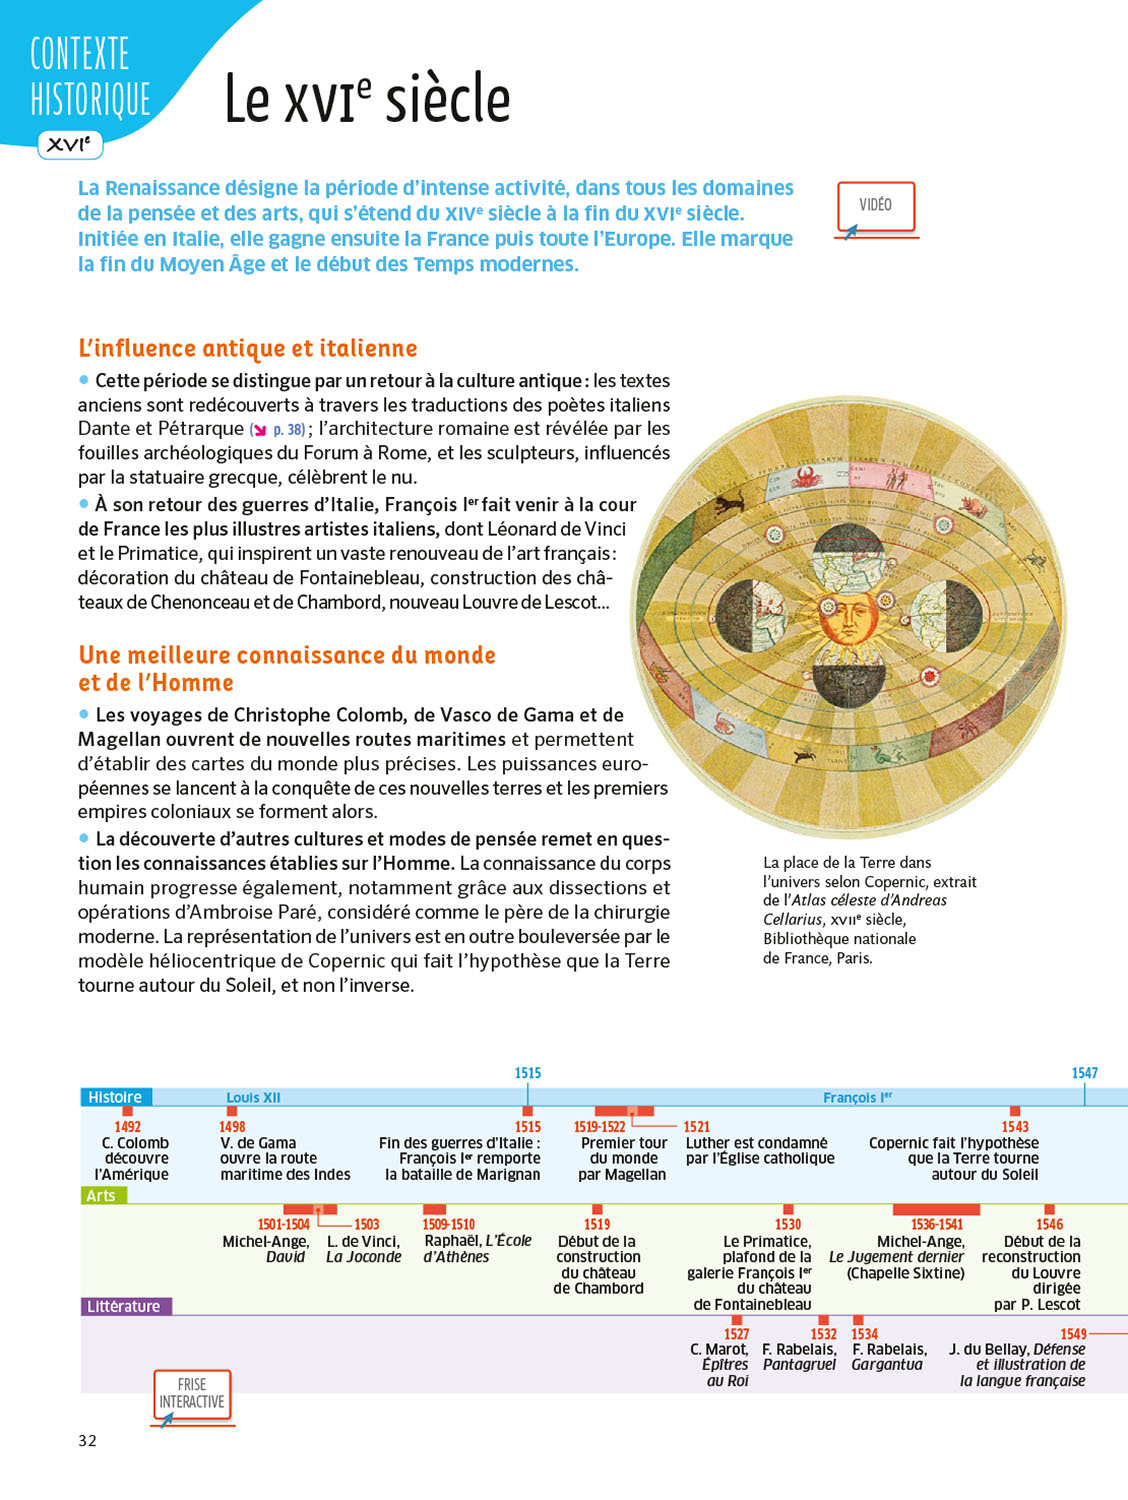 CONTEXTE
HISTORIQUE
XVIe
Le XVIe siècle
La Renaissance désigne la période d’intense activité, dans tous les domaines
de la pensée et des arts, qui s’étend du XIVe siècle à la fin du XVIe siècle.
Initiée en Italie, elle gagne ensuite la France puis toute l’Europe. Elle marque
la fin du Moyen Âge et le début des Temps modernes.
VIDÉO
L’influence antique et italienne
• Cette période se distingue par un retour à la culture antique : les textes
anciens sont redécouverts à travers les traductions des poètes italiens
Dante et Pétrarque (↘ p. 38) ; l’architecture romaine est révélée par les
fouilles archéologiques du Forum à Rome, et les sculpteurs, influencés
par la statuaire grecque, célèbrent le nu.
• À son retour des guerres d’Italie, François Ier fait venir à la cour
de France les plus illustres artistes italiens, dont Léonard de Vinci
et le Primatice, qui inspirent un vaste renouveau de l’art français :
décoration du château de Fontainebleau, construction des châ-
teaux de Chenonceau et de Chambord, nouveau Louvre de Lescot...
Une meilleure connaissance du monde
et de l’Homme
• Les voyages de Christophe Colomb, de Vasco de Gama et de
Magellan ouvrent de nouvelles routes maritimes et permettent
d’établir des cartes du monde plus précises. Les puissances euro-
péennes se lancent à la conquête de ces nouvelles terres et les premiers
empires coloniaux se forment alors.
• La découverte d’autres cultures et modes de pensée remet en ques-
tion les connaissances établies sur l’Homme. La connaissance du corps
humain progresse également, notamment grâce aux dissections et
opérations d’Ambroise Paré, considéré comme le père de la chirurgie
moderne. La représentation de l’univers est en outre bouleversée par le
modèle héliocentrique de Copernic qui fait l’hypothèse que la Terre
tourne autour du Soleil, et non l’inverse.
La place de la Terre dans
l’univers selon Copernic, extrait
de l’Atlas céleste d’Andreas
Cellarius, XVIIe siècle,
Bibliothèque nationale
de France, Paris.
1515
1547
Histoire
Louis XII
François Ier
1492
C. Colomb
découvre
l’Amérique
1498
V. de Gama
ouvre la route
maritime des Indes
1515
Fin des guerres d’Italie :
François Ier remporte
la bataille de Marignan
1519-1522
Premier tour
du monde
par Magellan
1521
Luther est condamné
par l’Église catholique
1543
Copernic fait l’hypothèse
que la Terre tourne
autour du Soleil
Arts
1501-1504
Michel-Ange,
David
1503
L. de Vinci,
La Joconde
1509-1510
Raphaël, L’École
d’Athènes
1519
Début de la
construction
du château
de Chambord
1530
Le Primatice,
plafond de la
galerie François Ier
du château
de Fontainebleau
1536-1541
Michel-Ange,
Le Jugement dernier
(Chapelle Sixtine)
1546
Début de la
reconstruction
du Louvre
dirigée
par P. Lescot
Littérature
1527
C. Marot,
Épîtres
au Roi
1532
F. Rabelais,
Pantagruel
1534
F. Rabelais,
Gargantua
1549
J. du Bellay, Défense
et illustration de
la langue française
FRISE
INTERACTIVE
32